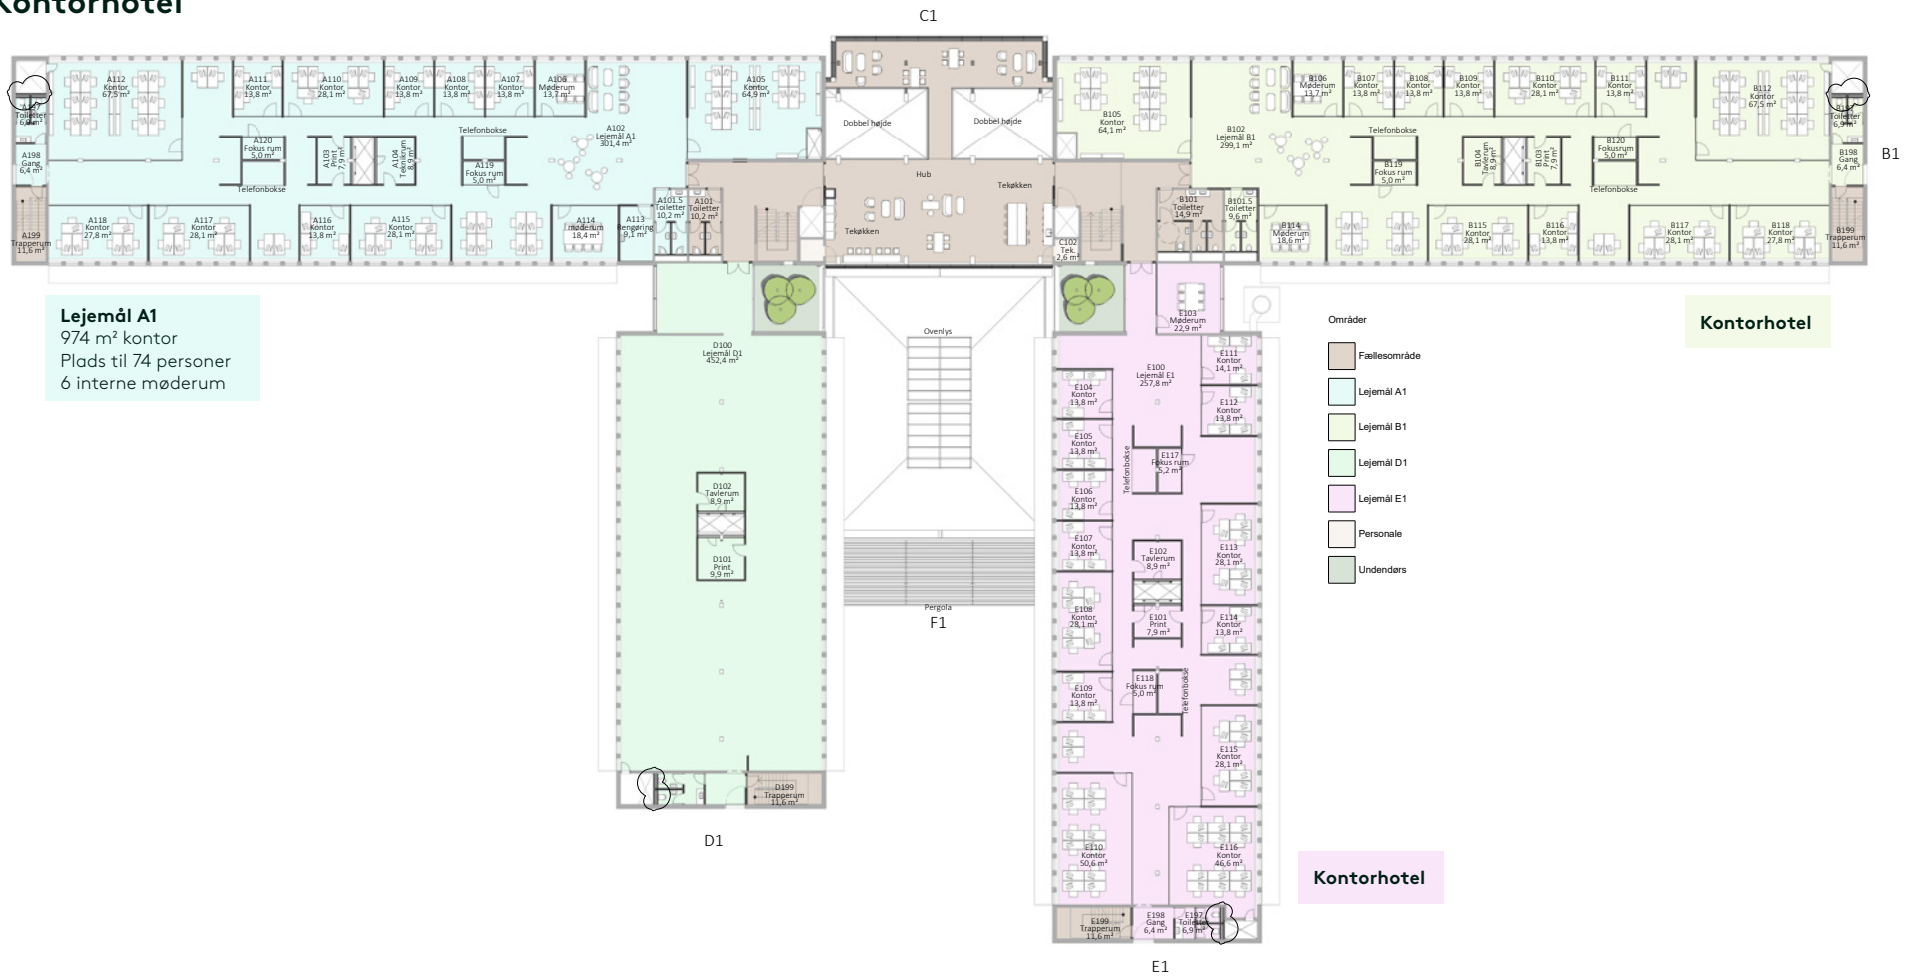 Kontorhotel
C1
A112
Kontor
67,5 m²
A111
Kontor
13,8 m²
A110
Kontor
28,1 m²
A109
Kontor
13,8 m²
A108
Kontor
13,8 m²
A107
Kontor
13,8 m²
A106
Møderum
13,7 m²
A105
Kontor
64,9 m²
A102
Lejemål A1
301,4 m²
Toiletter
A198
Gang
6,4 m²
A199
Trapperum
11,6 m²
A120
Fokus rum
5,0 m²
Telefonbokse
A103
Print
7,9 m²
A104
Teknikrum
8,9 m²
Telefonbokse
A119
Fokus rum
5,0 m²
A118
Kontor
27,8 m²
A117
Kontor
28,1 m²
A116
Kontor
13,8 m²
A115
Kontor
28,1 m²
A114
møderum
18,4 m²
A113
Rengøring
9,1 m²
A101.5
Toiletter
10,2 m²
A101
Toiletter
10,2 m²
Dobbel højde
Dobbel højde
Hub
Tekøkken
Tekøkken
C102
Tek.
2,6 m²
B105
Kontor
64,1 m²
B102
Lejemål B1
299,1 m²
B106
Møderum
13,7 m²
B107
Kontor
13,8 m²
B108
Kontor
13,8 m²
B109
Kontor
13,8 m²
B110
Kontor
28,1 m²
B111
Kontor
13,8 m²
B112
Kontor
67,5 m²
Toiletter
6,9 m²
B198
Gang
6,4 m²
B199
Trapperum
11,6 m²
B1
B101
Toiletter
14,9 m²
B101.5
Toiletter
9,6 m²
Telefonbokse
B119
Fokus rum
5,0 m²
B104
Tavlerum
8,9 m²
B103
Print
7,9 m²
B120
Fokusrum
5,0 m²
Telefonbokse
B114
Møderum
18,6 m²
B115
Kontor
28,1 m²
B116
Kontor
13,8 m²
B117
Kontor
28,1 m²
B118
Kontor
27,8 m²
Lejemål A1
974 m² kontor
Plads til 74 personer
6 interne møderum
D100
Lejemål D1
452,4 m²
D102
Tavlerum
8,9 m²
D101
Print
9,9 m²
D199
Trapperum
11,6 m²
D1
Ovenlys
Pergola
F1
E103
Møderum
22,9 m²
E100
Lejemål E1
257,8 m²
E111
Kontor
14,1 m²
E112
Kontor
13,8 m²
E104
Kontor
13,8 m²
E105
Kontor
13,8 m²
E106
Kontor
13,8 m²
E107
Kontor
13,8 m²
E108
Kontor
28,1 m²
E109
Kontor
13,8 m²
E110
Kontor
50,6 m²
Telefonbokse
E117
Fokus rum
5,2 m²
E102
Tavlerum
8,9 m²
E101
Print
7,9 m²
E118
Fokus rum
5,0 m²
Telefonbokse
E113
Kontor
28,1 m²
E114
Kontor
13,8 m²
E115
Kontor
28,1 m²
E116
Kontor
46,6 m²
E199
Trapperum
11,6 m²
E198
Gang
6,4 m²
E197
Toiletter
6,9 m²
E1
Kontorhotel
Områder
Fællesområde
Lejemål A1
Lejemål B1
Lejemål D1
Lejemål E1
Personale
Undendørs
Kontorhotel